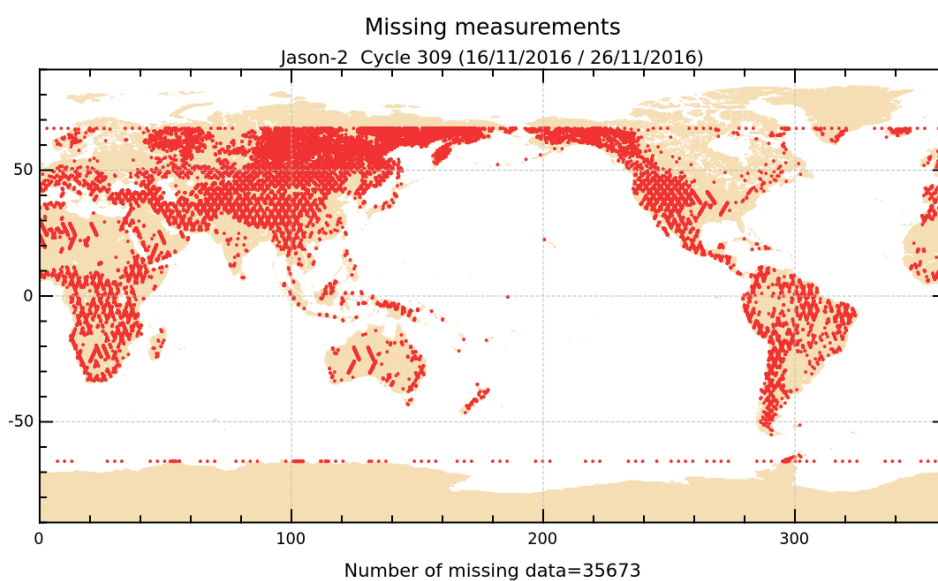 Missing measurements
Jason-2 Cycle 309 (16/11/2016 / 26/11/2016)
50
0
-50
0 100 200 300
Number of missing data=35673